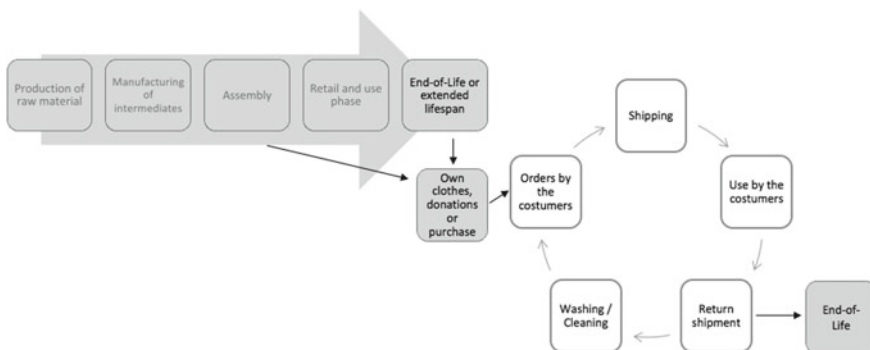 Production of
raw material
Manufacturing
of
intermediates
Assembly
Retail and use
phase
End-of-Life or
extended
lifespan
Own
clothes,
donations
or
purchase
Orders by
the
costumers
Shipping
Use by the
costumers
Return
shipment
Washing /
Cleaning
End-of-
Life